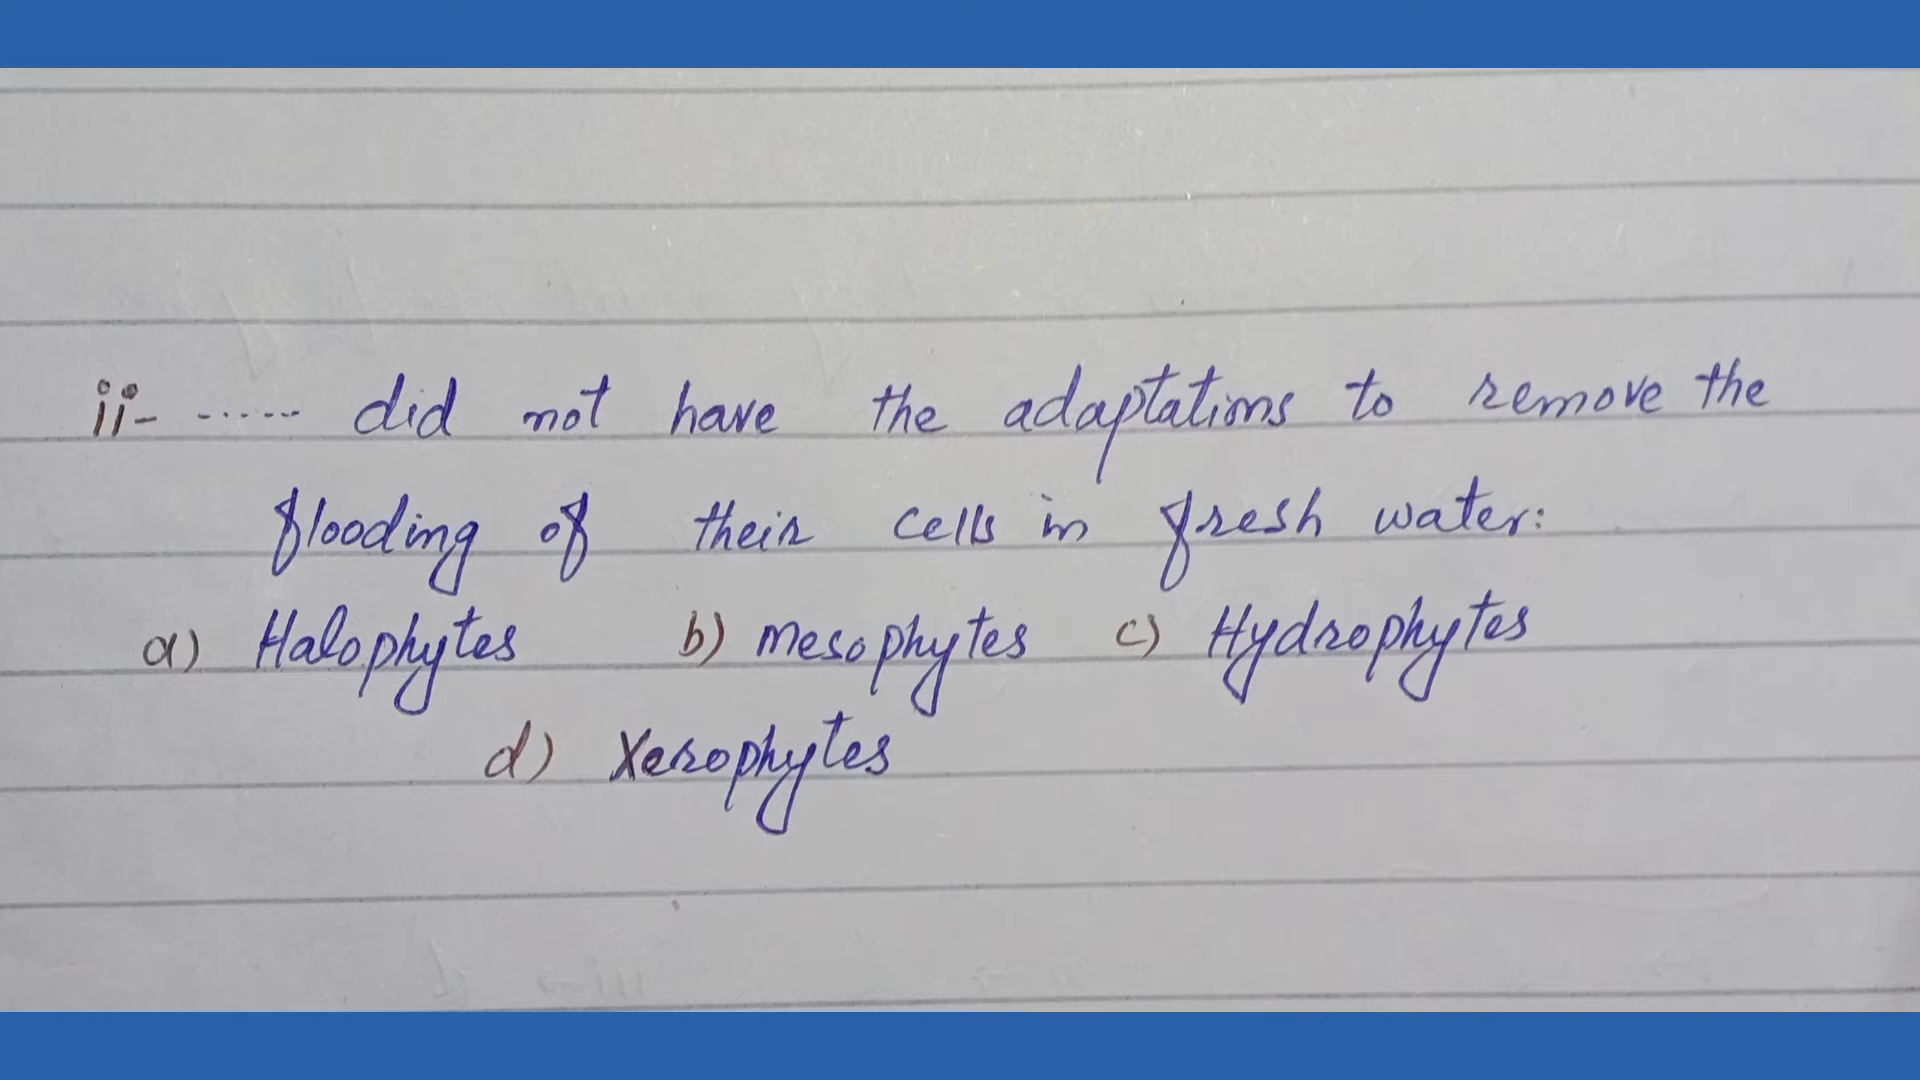 ii- ...... did not have the adaptations to remove the
flooding of their cells in fresh water:
a) Halophytes b) mesophytes c) Hydrophytes
d) Xerophytes